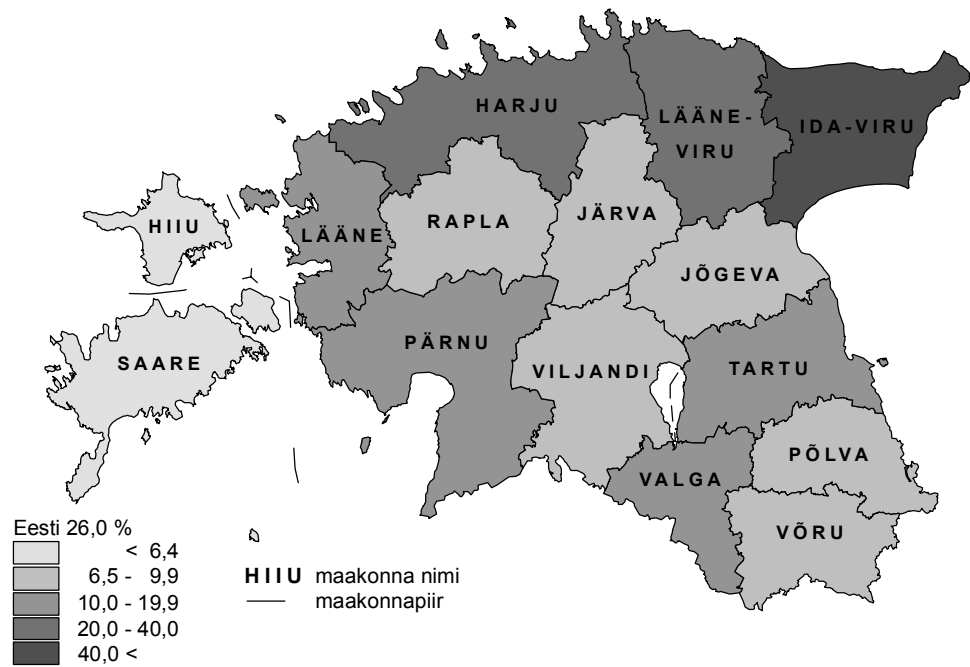 HARJU
LÄÄNE-
VIRU
IDA-VIRU
HIIU
LÄÄNE
RAPLA
JÄRVA
JÕGEVA
SAARE
PÄRNU
VILJANDI
TARTU
VALGA
PÕLVA
VÕRU
Eesti 26,0 %
< 6,4
6,5 - 9,9
10,0 - 19,9
20,0 - 40,0
40,0 <
HIIU maakonna nimi
maakonnapiir